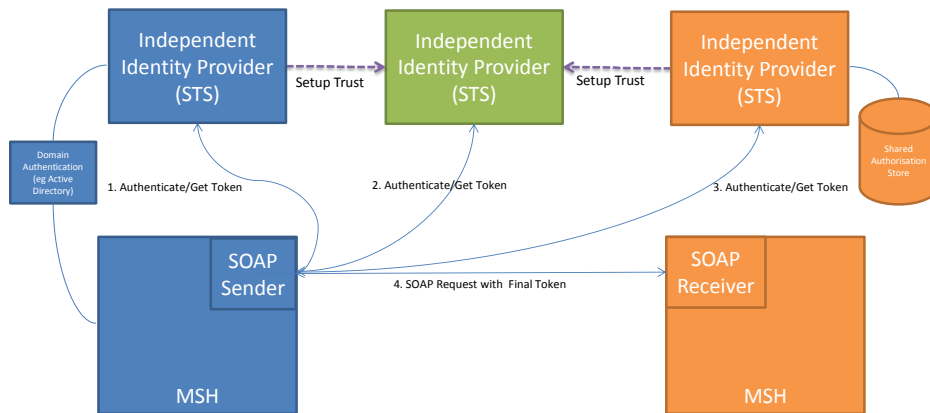 Independent
Identity Provider
(STS)
Setup Trust
Independent
Identity Provider
(STS)
Setup Trust
Independent
Identity Provider
(STS)
Domain
Authentication
(eg Active
Directory)
Shared
Authorisation
Store
1. Authenticate/Get Token
2. Authenticate/Get Token
3. Authenticate/Get Token
SOAP
Sender
4. SOAP Request with Final Token
SOAP
Receiver
MSH
MSH